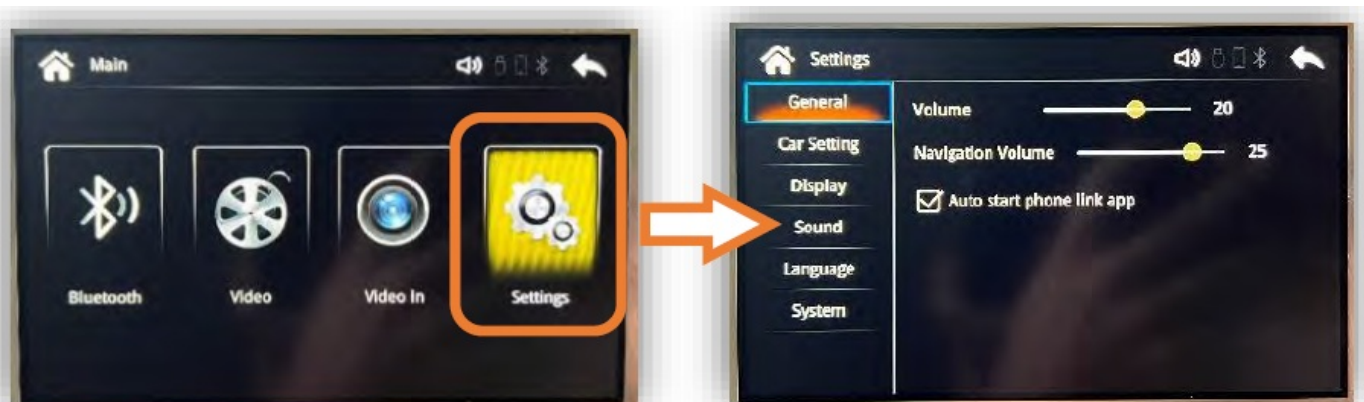 Main
Bluetooth
Video
Video In
Settings
Settings
General
Car Setting
Display
Sound
Language
System
Volume 20
Navigation Volume 25
Auto start phone link app